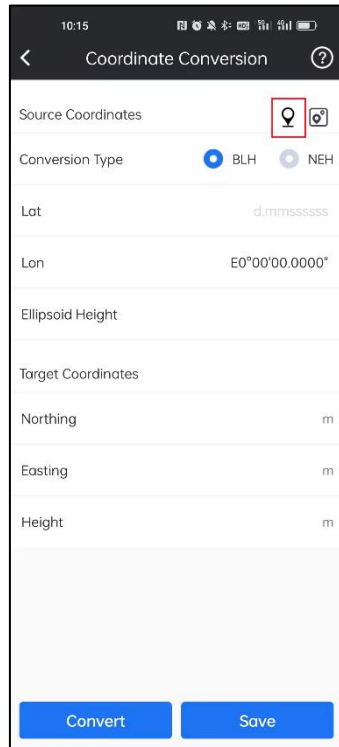 10:15
Coordinate Conversion
Source Coordinates
Conversion Type BLH NEH
Lat d.mmssssss
Lon E0°00'00.0000"
Ellipsoid Height
Target Coordinates
Northing m
Easting m
Height m
Convert Save